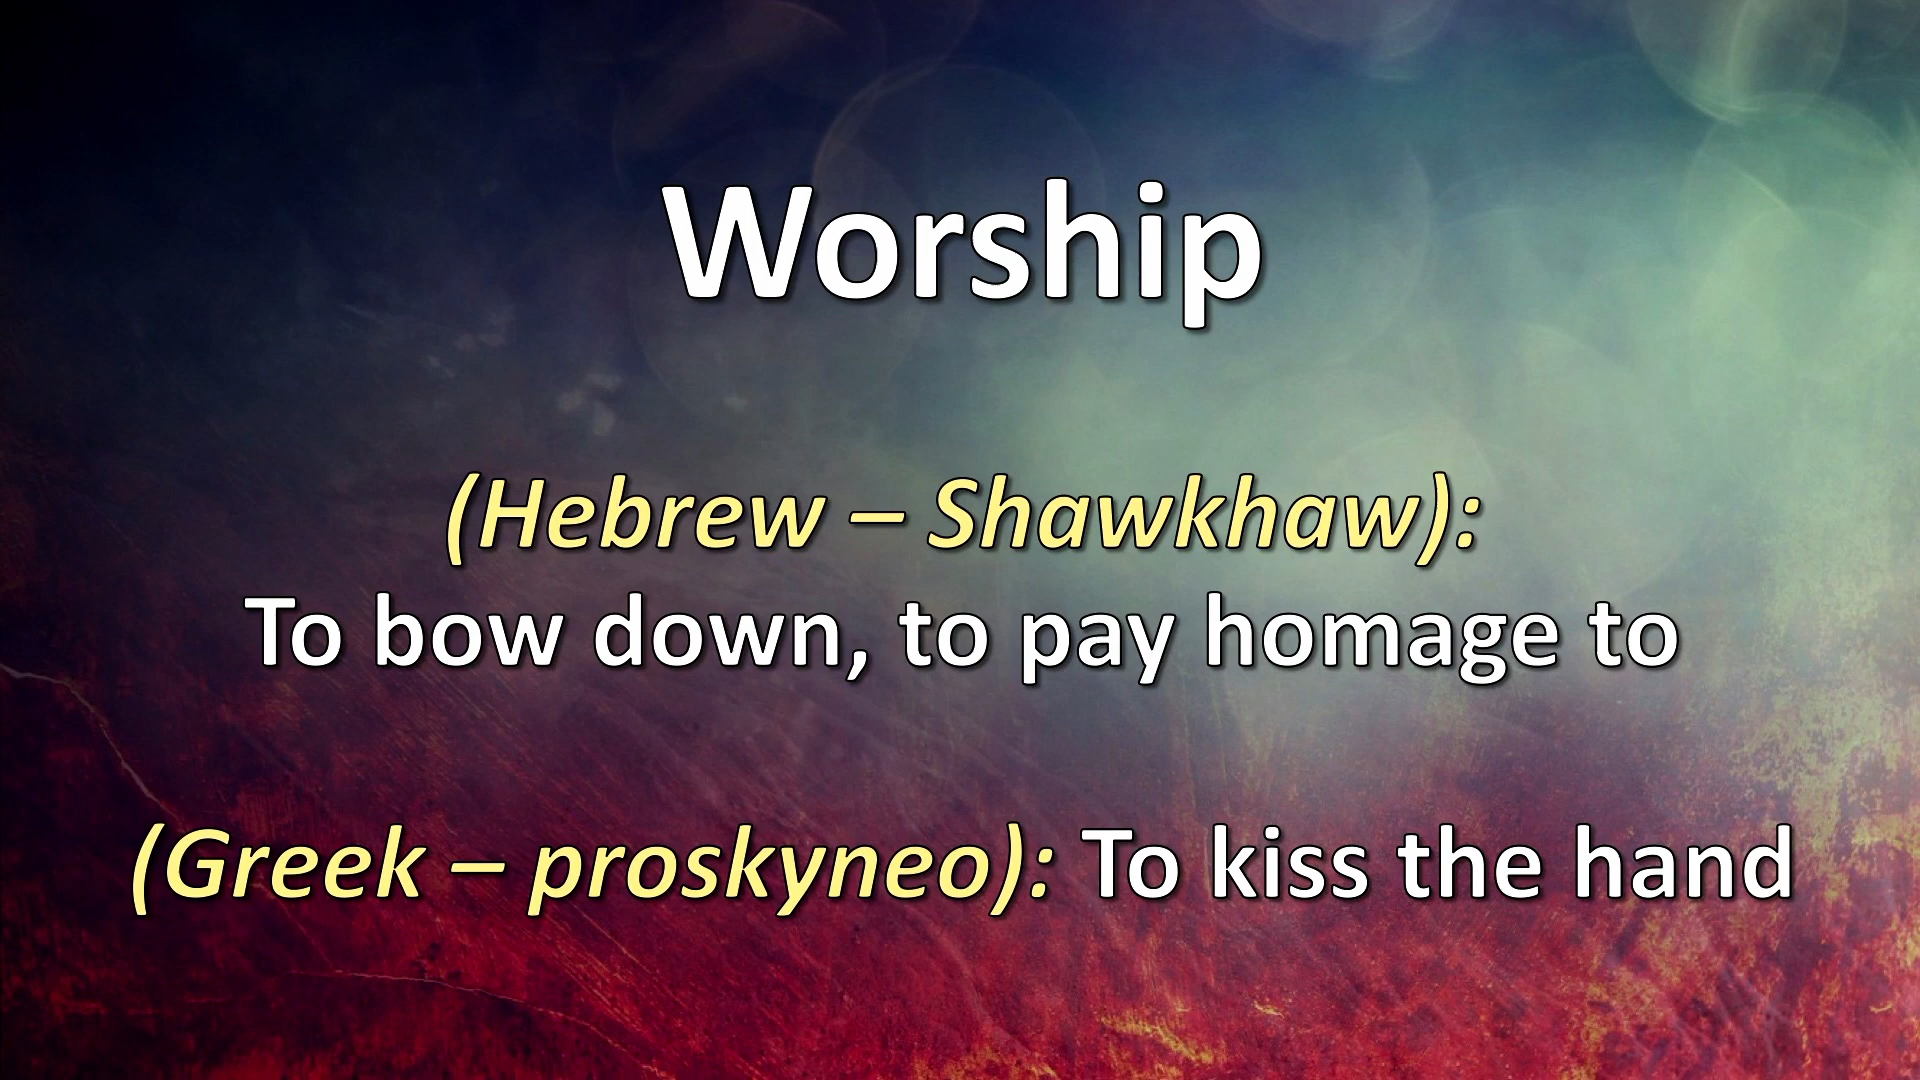 Worship
(Hebrew – Shawkhaw):
To bow down, to pay homage to
(Greek – proskyneo): To kiss the hand